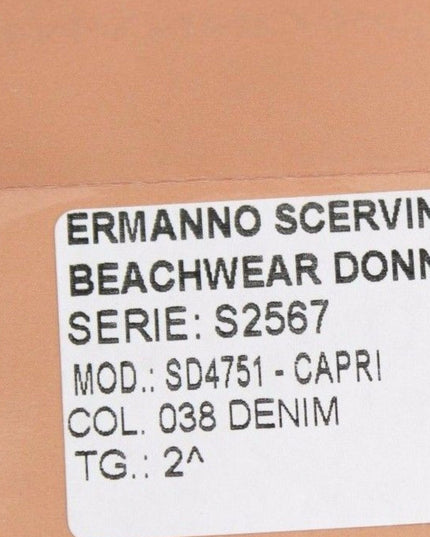 ERMANNO SCERVIN
BEACHWEAR DONN
SERIE: S2567
MOD.: SD4751 - CAPRI
COL. 038 DENIM
TG.: 2^